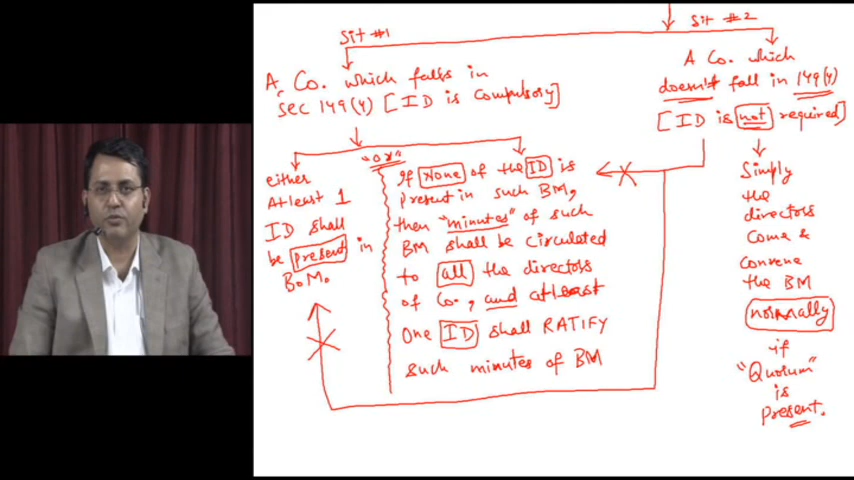 Sit #1
A Co. which falls in
sec 149(4) [ID is Compulsory]
either
Atleast 1
ID shall
be present in
B.M.
"or"
If None of the ID is
present in such BM,
then "minutes" of such
BM shall be circulated
to all the directors
of Co., and atleast
One ID shall RATIFY
such minutes of BM
Sit #2
A Co. which
doesn't fall in 149(4)
[ID is not required]
Simply
the
directors
Come &
convene
the BM
normally
if
"Quorum"
is
Present.